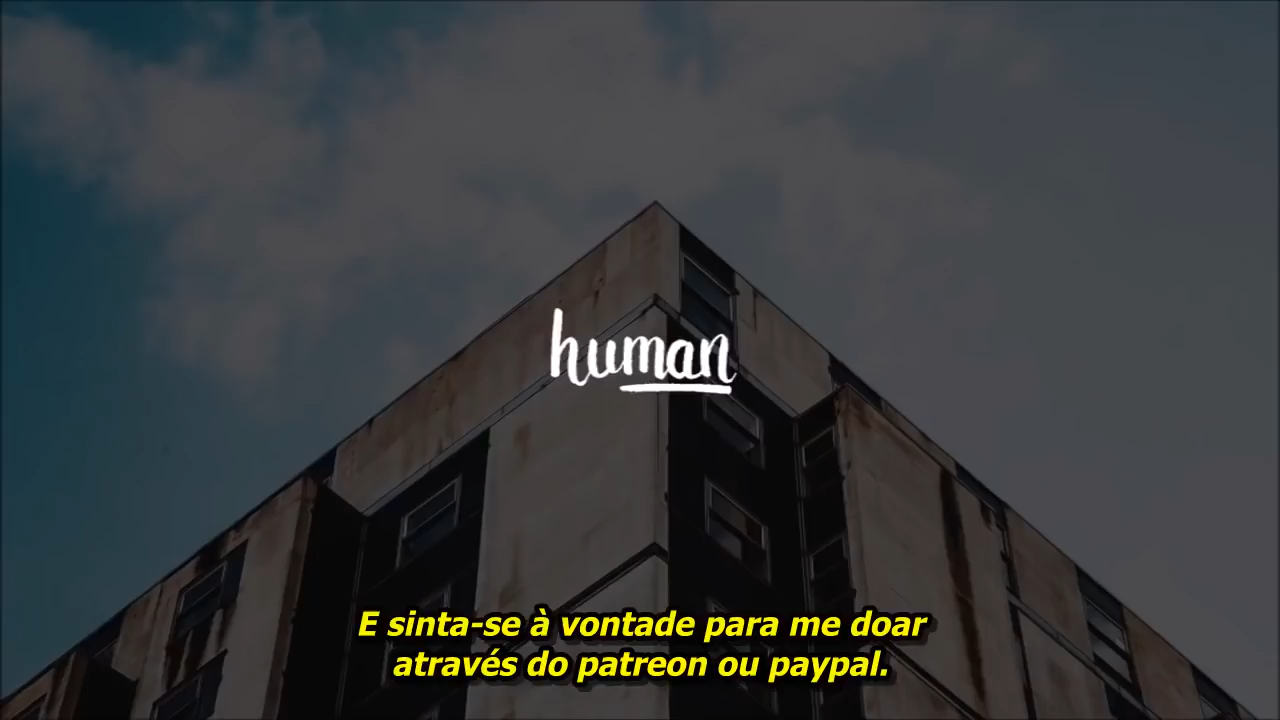 human
E sinta-se à vontade para me doar
através do patreon ou paypal.